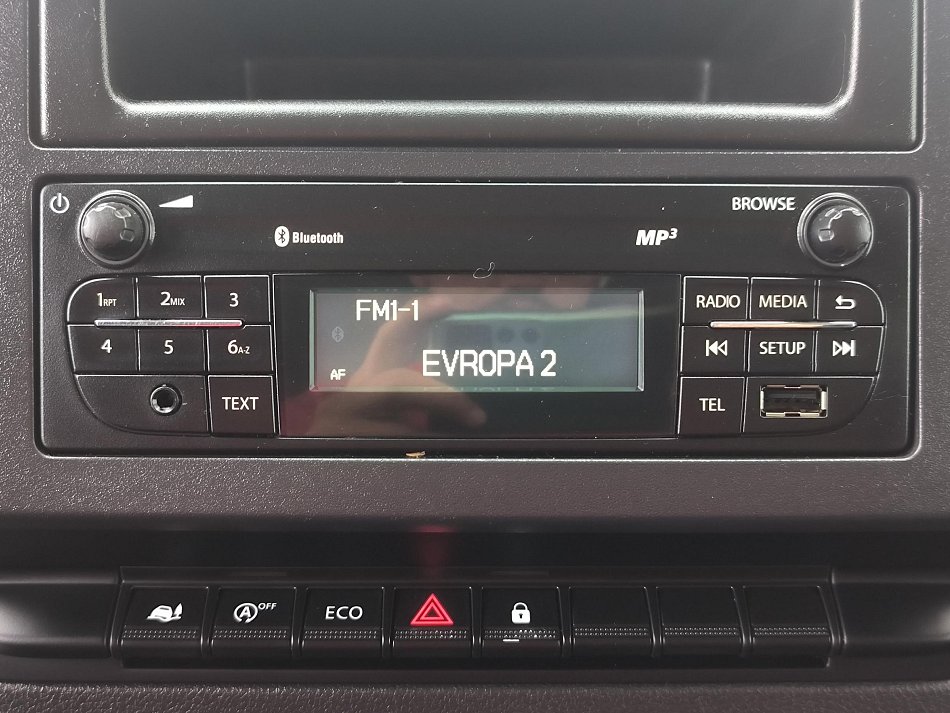 BROWSE
Bluetooth
MP3
1RPT 2MIX 3
FM1-1
RADIO MEDIA
4 5 6A-Z
AF EVROPA 2
SETUP
TEXT
TEL
A OFF
ECO